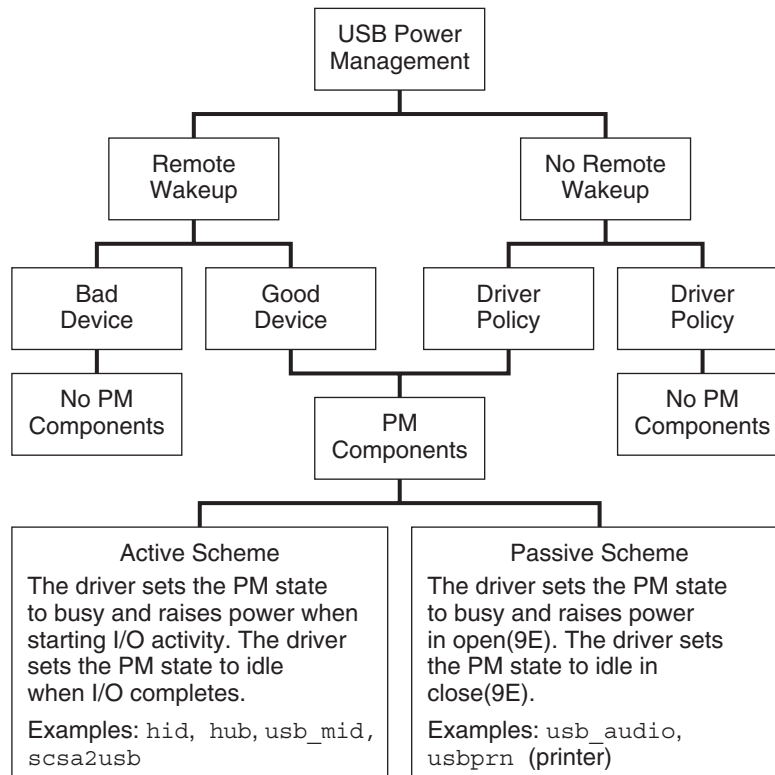 USB Power
Management
Remote
Wakeup
No Remote
Wakeup
Bad
Device
Good
Device
Driver
Policy
Driver
Policy
No PM
Components
PM
Components
No PM
Components
Active Scheme
The driver sets the PM state
to busy and raises power when
starting I/O activity. The driver
sets the PM state to idle
when I/O completes.
Examples: hid, hub, usb_mid,
scsa2usb
Passive Scheme
The driver sets the PM state
to busy and raises power
in open(9E). The driver sets
the PM state to idle in
close(9E).
Examples: usb_audio,
usbprn (printer)